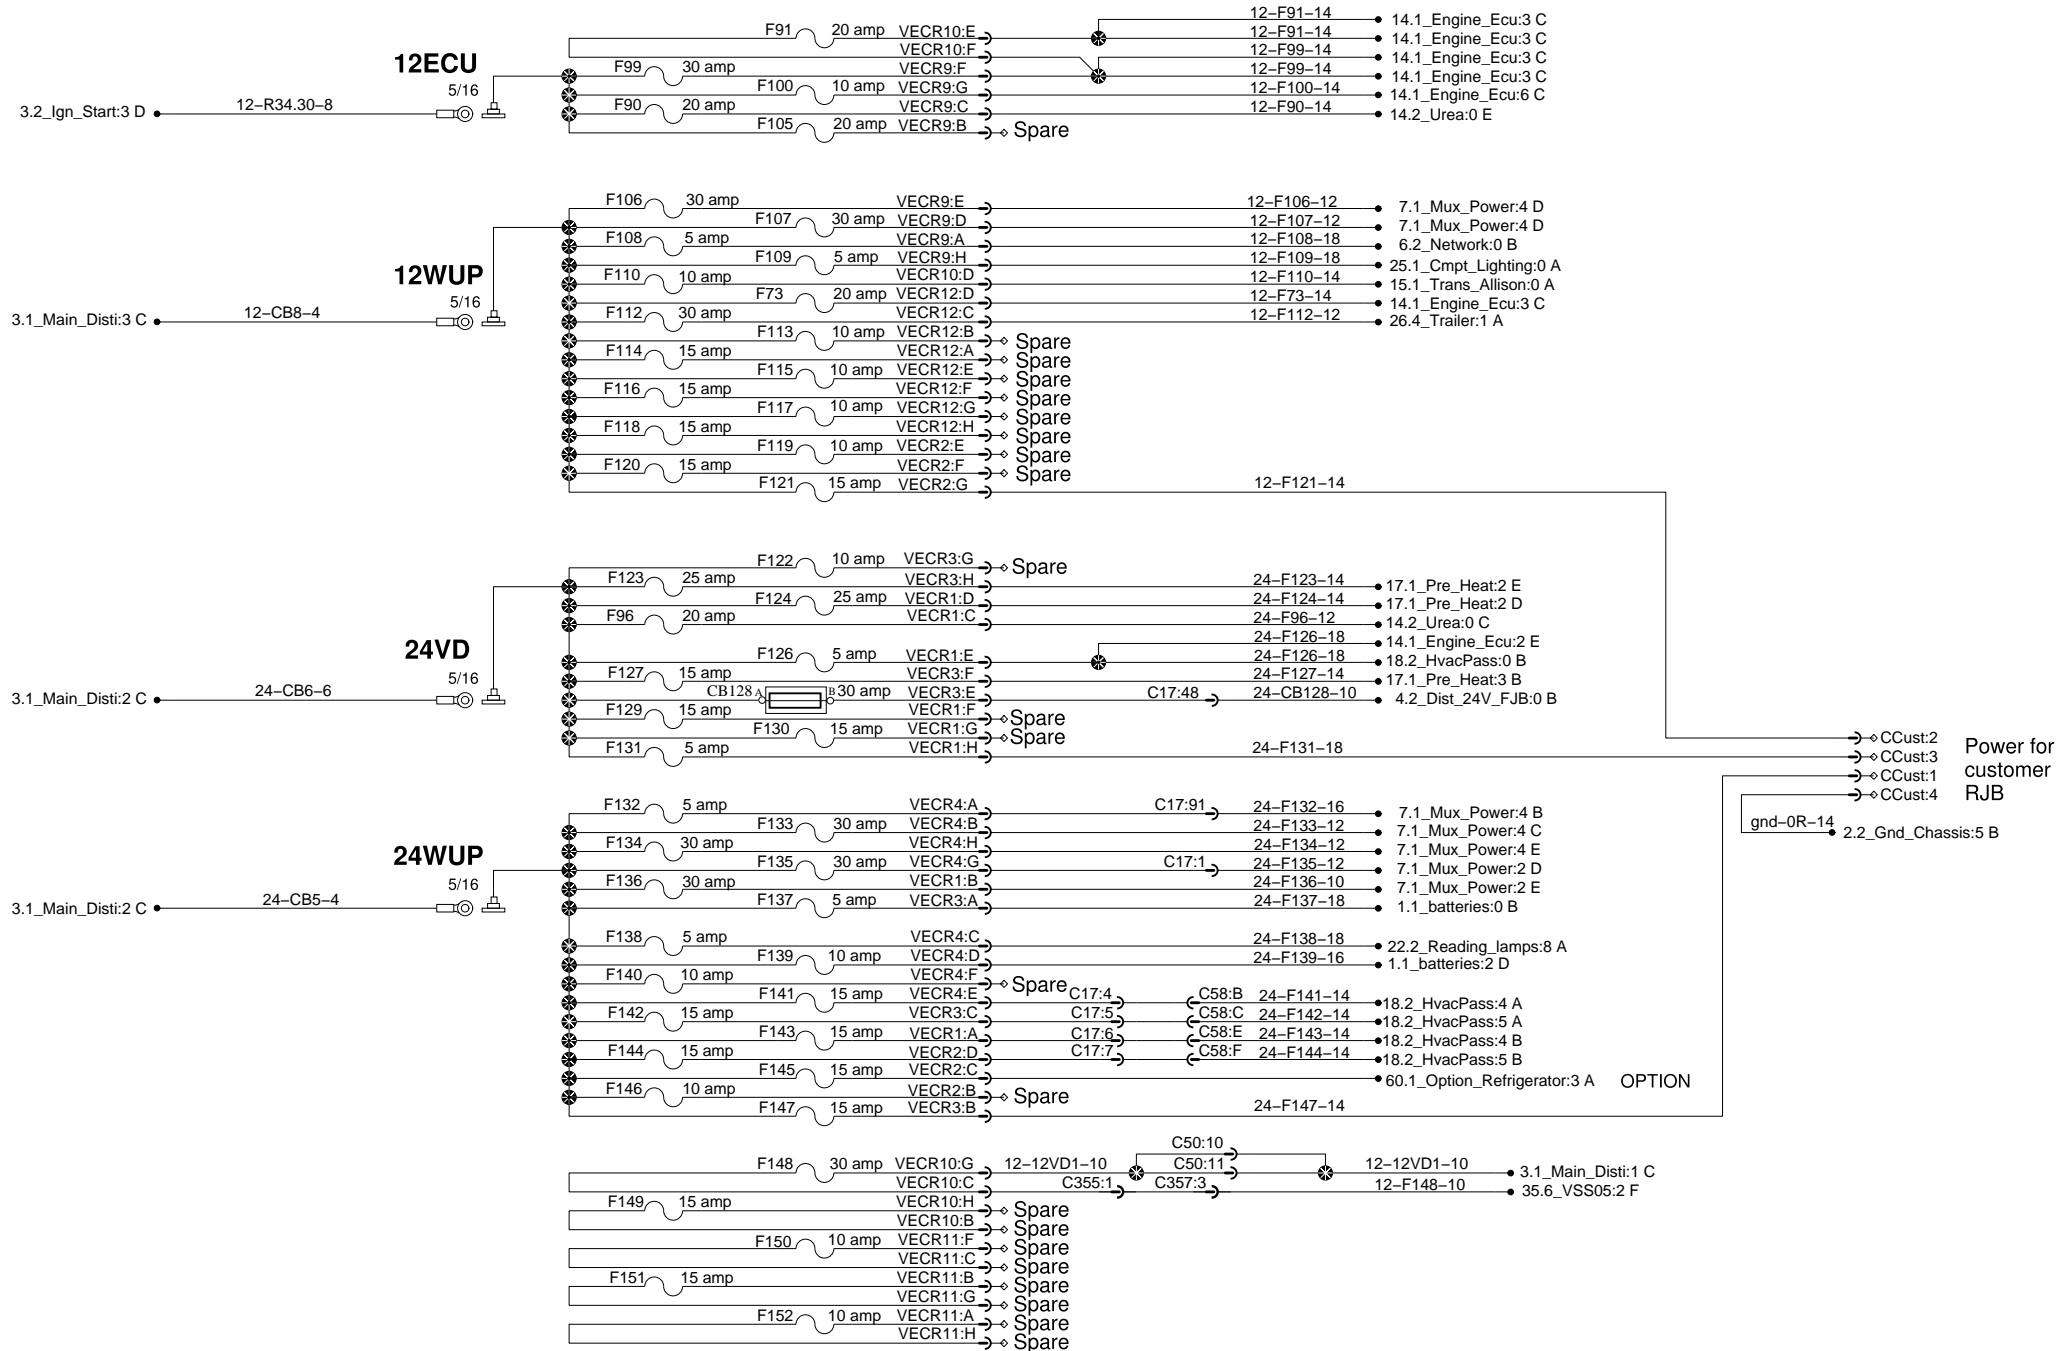 12ECU
5/16
3.2_Ign_Start:3 D 12-R34.30-8
F91 20 amp VECR10:E 12-F91-14 14.1_Engine_Ecu:3 C
12-F91-14 14.1_Engine_Ecu:3 C
VECR10:F 12-F99-14 14.1_Engine_Ecu:3 C
F99 30 amp VECR9:F 12-F99-14 14.1_Engine_Ecu:3 C
F100 10 amp VECR9:G 12-F100-14 14.1_Engine_Ecu:6 C
F90 20 amp VECR9:C 12-F90-14 14.2_Urea:0 E
F105 20 amp VECR9:B Spare
12WUP
5/16
3.1_Main_Disti:3 C 12-CB8-4
F106 30 amp VECR9:E 12-F106-12 7.1_Mux_Power:4 D
F107 30 amp VECR9:D 12-F107-12 7.1_Mux_Power:4 D
F108 5 amp VECR9:A 12-F108-18 6.2_Network:0 B
F109 5 amp VECR9:H 12-F109-18 25.1_Cmpt_Lighting:0 A
F110 10 amp VECR10:D 12-F110-14 15.1_Trans_Allison:0 A
F73 20 amp VECR12:D 12-F73-14 14.1_Engine_Ecu:3 C
F112 30 amp VECR12:C 12-F112-12 26.4_Trailer:1 A
F113 10 amp VECR12:B Spare
F114 15 amp VECR12:A Spare
F115 10 amp VECR12:E Spare
F116 15 amp VECR12:F Spare
F117 10 amp VECR12:G Spare
F118 15 amp VECR12:H Spare
F119 10 amp VECR2:E Spare
F120 15 amp VECR2:F Spare
F121 15 amp VECR2:G 12-F121-14
24VD
5/16
3.1_Main_Disti:2 C 24-CB6-6
F122 10 amp VECR3:G Spare
F123 25 amp VECR3:H 24-F123-14 17.1_Pre_Heat:2 E
F124 25 amp VECR1:D 24-F124-14 17.1_Pre_Heat:2 D
F96 20 amp VECR1:C 24-F96-12 14.2_Urea:0 C
24-F126-18 14.1_Engine_Ecu:2 E
F126 5 amp VECR1:E 24-F126-18 18.2_HvacPass:0 B
F127 15 amp VECR3:F 24-F127-14 17.1_Pre_Heat:3 B
CB128 A B 30 amp VECR3:E C17:48 24-CB128-10 4.2_Dist_24V_FJB:0 B
F129 15 amp VECR1:F Spare
F130 15 amp VECR1:G Spare
F131 5 amp VECR1:H 24-F131-18
CCust:2
CCust:3
CCust:1
CCust:4
Power for
customer
RJB
gnd-0R-14 2.2_Gnd_Chassis:5 B
24WUP
5/16
3.1_Main_Disti:2 C 24-CB5-4
F132 5 amp VECR4:A C17:91 24-F132-16 7.1_Mux_Power:4 B
F133 30 amp VECR4:B 24-F133-12 7.1_Mux_Power:4 C
F134 30 amp VECR4:H 24-F134-12 7.1_Mux_Power:4 E
F135 30 amp VECR4:G C17:1 24-F135-12 7.1_Mux_Power:2 D
F136 30 amp VECR1:B 24-F136-10 7.1_Mux_Power:2 E
F137 5 amp VECR3:A 24-F137-18 1.1_batteries:0 B
F138 5 amp VECR4:C 24-F138-18 22.2_Reading_lamps:8 A
F139 10 amp VECR4:D 24-F139-16 1.1_batteries:2 D
F140 10 amp VECR4:F Spare
F141 15 amp VECR4:E C17:4 C58:B 24-F141-14 18.2_HvacPass:4 A
F142 15 amp VECR3:C C17:5 C58:C 24-F142-14 18.2_HvacPass:5 A
F143 15 amp VECR1:A C17:6 C58:E 24-F143-14 18.2_HvacPass:4 B
F144 15 amp VECR2:D C17:7 C58:F 24-F144-14 18.2_HvacPass:5 B
F145 15 amp VECR2:C 60.1_Option_Refrigerator:3 A OPTION
F146 10 amp VECR2:B Spare
F147 15 amp VECR3:B 24-F147-14
C50:10
F148 30 amp VECR10:G 12-12VD1-10 C50:11 12-12VD1-10 3.1_Main_Disti:1 C
VECR10:C C355:1 C357:3 12-F148-10 35.6_VSS05:2 F
F149 15 amp VECR10:H Spare
VECR10:B Spare
F150 10 amp VECR11:F Spare
VECR11:C Spare
F151 15 amp VECR11:B Spare
VECR11:G Spare
F152 10 amp VECR11:A Spare
VECR11:H Spare